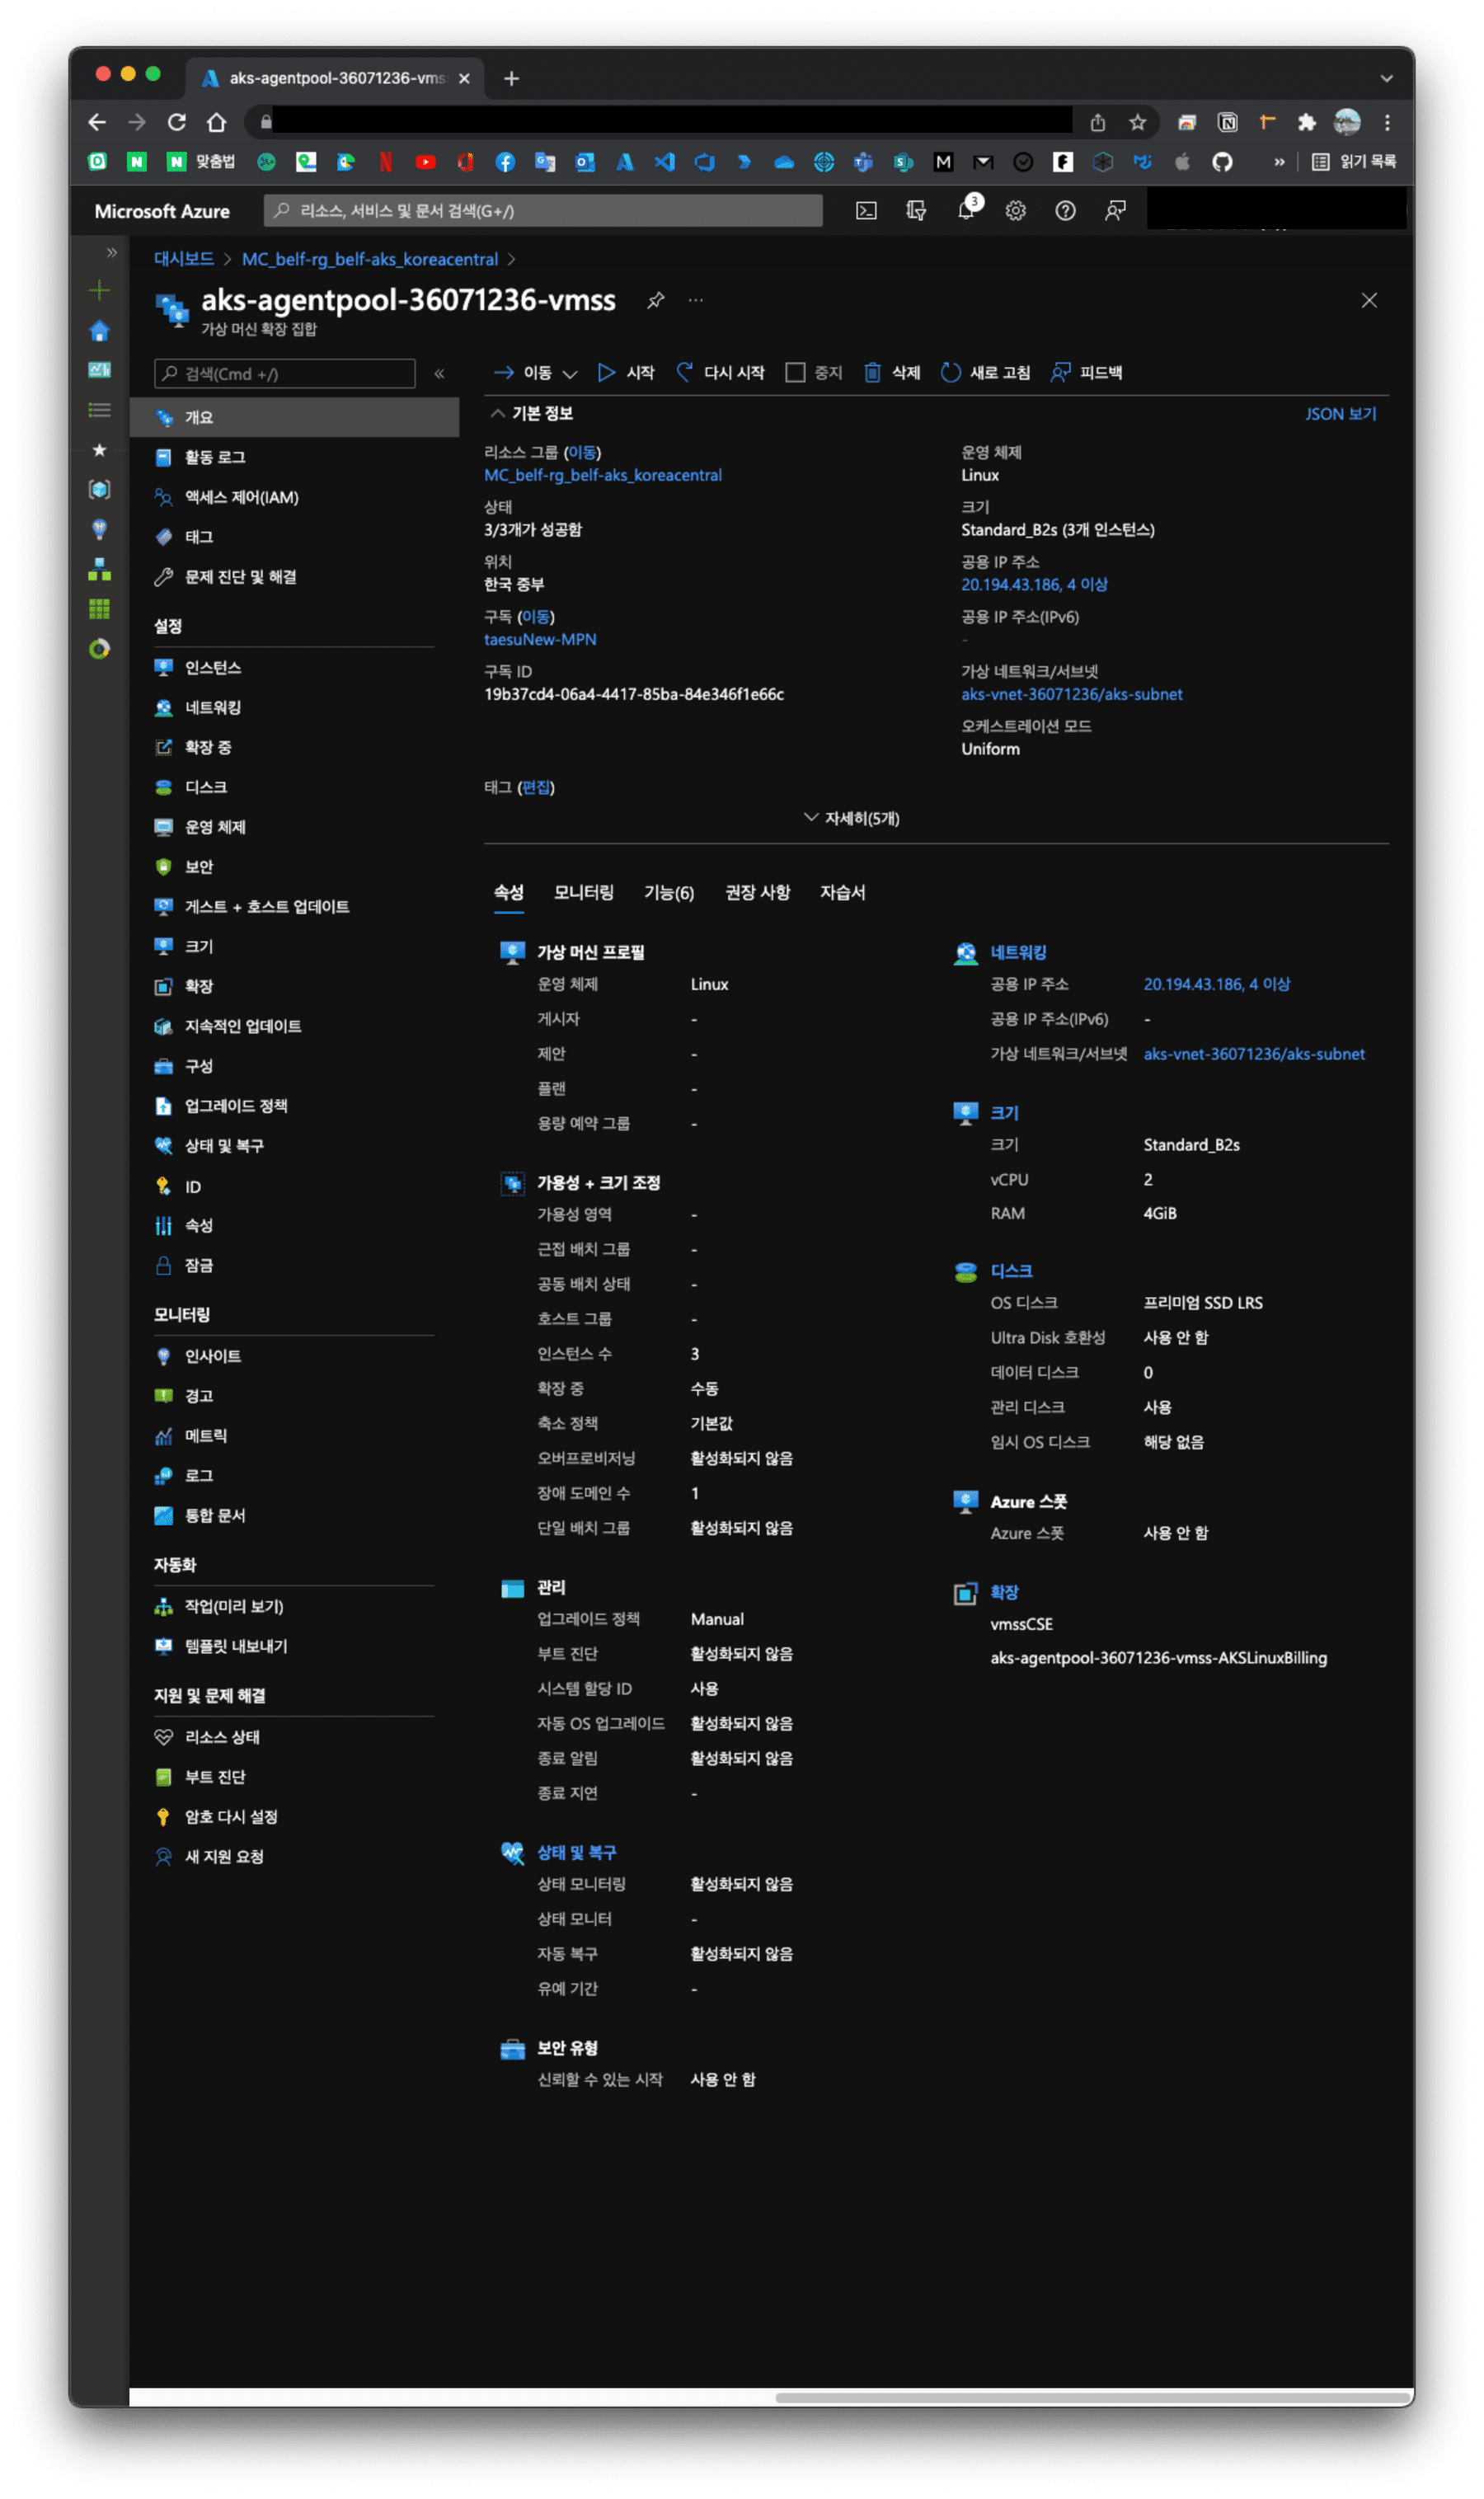 aks-agentpool-36071236-vms
맞춤법
읽기 목록
Microsoft Azure
리소스, 서비스 및 문서 검색(G+/)
3
대시보드 > MC_belf-rg_belf-aks_koreacentral >
aks-agentpool-36071236-vmss
가상 머신 확장 집합
검색(Cmd +/)
이동
시작
다시 시작
중지
삭제
새로 고침
피드백
개요
활동 로그
액세스 제어(IAM)
태그
문제 진단 및 해결
설정
인스턴스
네트워킹
확장 중
디스크
운영 체제
보안
게스트 + 호스트 업데이트
크기
확장
지속적인 업데이트
구성
업그레이드 정책
상태 및 복구
ID
속성
잠금
모니터링
인사이트
경고
메트릭
로그
통합 문서
자동화
작업(미리 보기)
템플릿 내보내기
지원 및 문제 해결
리소스 상태
부트 진단
암호 다시 설정
새 지원 요청
기본 정보
JSON 보기
리소스 그룹 (이동)
MC_belf-rg_belf-aks_koreacentral
상태
3/3개가 성공함
위치
한국 중부
구독 (이동)
taesuNew-MPN
구독 ID
19b37cd4-06a4-4417-85ba-84e346f1e66c
운영 체제
Linux
크기
Standard_B2s (3개 인스턴스)
공용 IP 주소
20.194.43.186, 4 이상
공용 IP 주소(IPv6)
-
가상 네트워크/서브넷
aks-vnet-36071236/aks-subnet
오케스트레이션 모드
Uniform
태그 (편집)
자세히(5개)
속성
모니터링
기능(6)
권장 사항
자습서
가상 머신 프로필
운영 체제 Linux
게시자 -
제안 -
플랜 -
용량 예약 그룹 -
가용성 + 크기 조정
가용성 영역 -
근접 배치 그룹 -
공동 배치 상태 -
호스트 그룹 -
인스턴스 수 3
확장 중 수동
축소 정책 기본값
오버프로비저닝 활성화되지 않음
장애 도메인 수 1
단일 배치 그룹 활성화되지 않음
관리
업그레이드 정책 Manual
부트 진단 활성화되지 않음
시스템 할당 ID 사용
자동 OS 업그레이드 활성화되지 않음
종료 알림 활성화되지 않음
종료 지연 -
상태 및 복구
상태 모니터링 활성화되지 않음
상태 모니터 -
자동 복구 활성화되지 않음
유예 기간 -
보안 유형
신뢰할 수 있는 시작 사용 안 함
네트워킹
공용 IP 주소 20.194.43.186, 4 이상
공용 IP 주소(IPv6) -
가상 네트워크/서브넷 aks-vnet-36071236/aks-subnet
크기
크기 Standard_B2s
vCPU 2
RAM 4GiB
디스크
OS 디스크 프리미엄 SSD LRS
Ultra Disk 호환성 사용 안 함
데이터 디스크 0
관리 디스크 사용
임시 OS 디스크 해당 없음
Azure 스폿
Azure 스폿 사용 안 함
확장
vmssCSE
aks-agentpool-36071236-vmss-AKSLinuxBilling